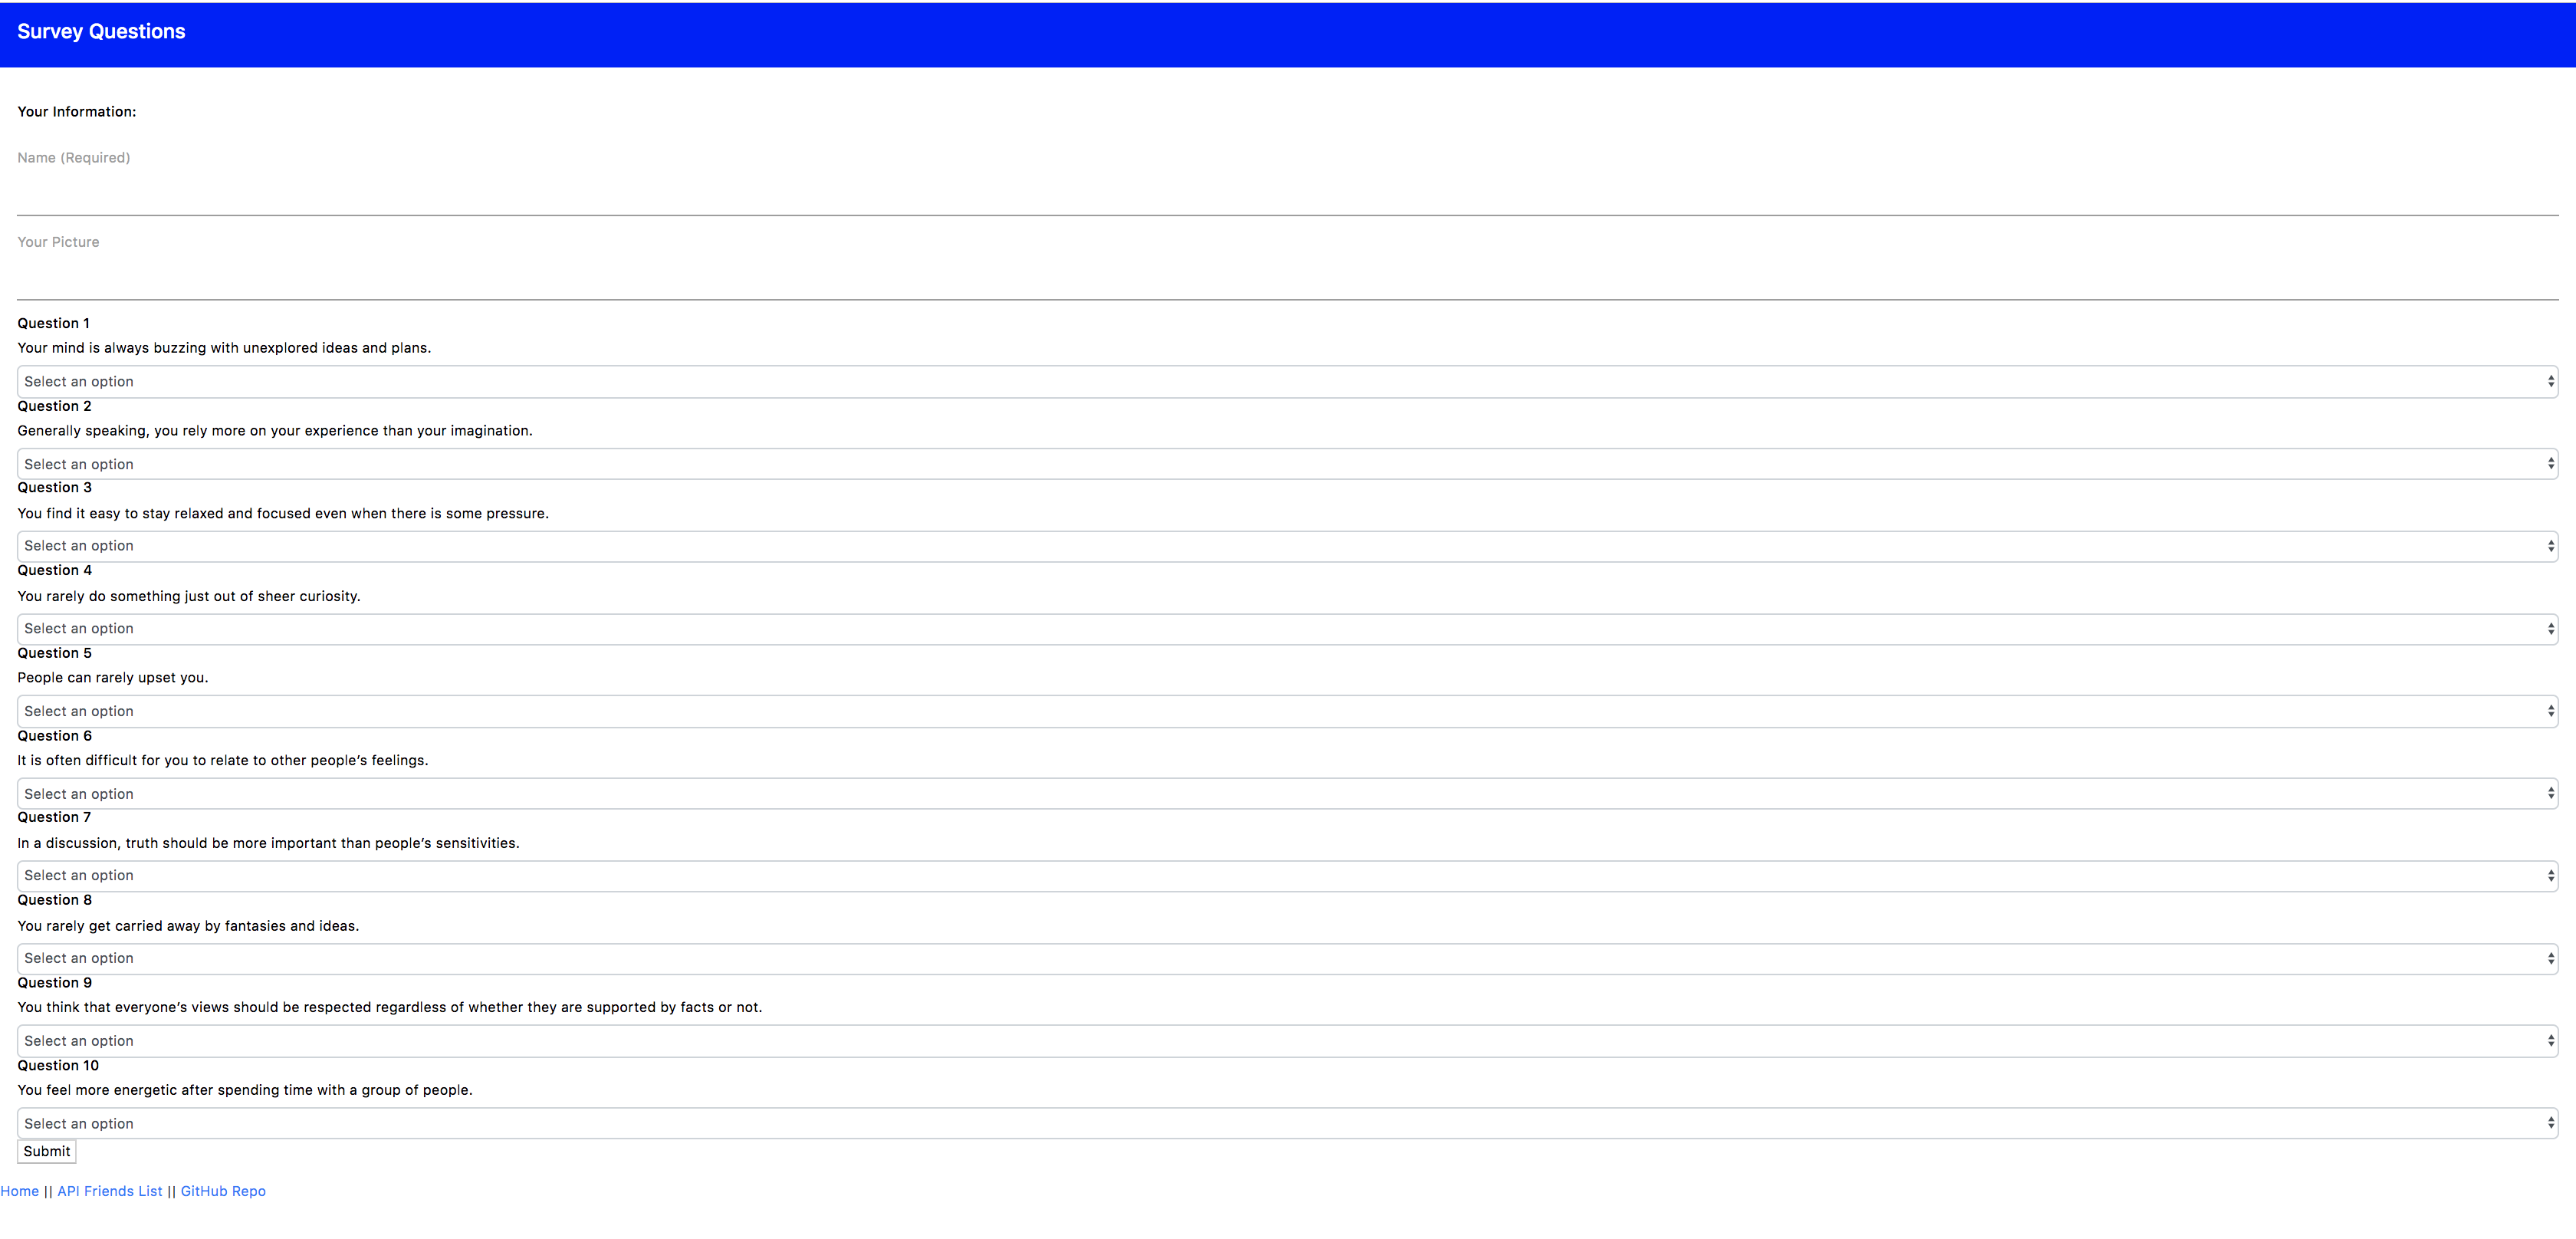 Survey Questions
Your Information:
Name (Required)
Your Picture
Question 1
Your mind is always buzzing with unexplored ideas and plans.
Select an option
Question 2
Generally speaking, you rely more on your experience than your imagination.
Select an option
Question 3
You find it easy to stay relaxed and focused even when there is some pressure.
Select an option
Question 4
You rarely do something just out of sheer curiosity.
Select an option
Question 5
People can rarely upset you.
Select an option
Question 6
It is often difficult for you to relate to other people’s feelings.
Select an option
Question 7
In a discussion, truth should be more important than people’s sensitivities.
Select an option
Question 8
You rarely get carried away by fantasies and ideas.
Select an option
Question 9
You think that everyone’s views should be respected regardless of whether they are supported by facts or not.
Select an option
Question 10
You feel more energetic after spending time with a group of people.
Select an option
Submit
Home || API Friends List || GitHub Repo